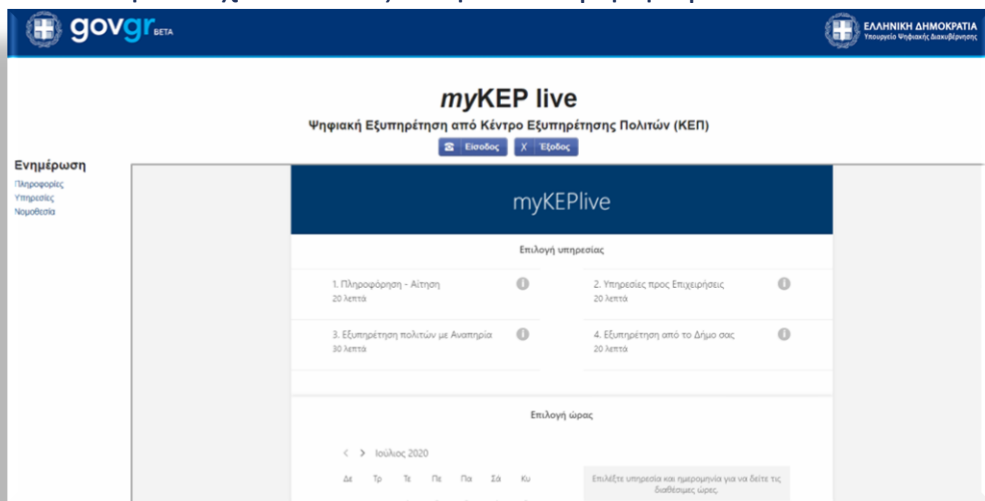 govgr BETA
ΕΛΛΗΝΙΚΗ ΔΗΜΟΚΡΑΤΙΑ
Υπουργείο Ψηφιακής Διακυβέρνησης
myKEP live
Ψηφιακή Εξυπηρέτηση από Κέντρο Εξυπηρέτησης Πολιτών (ΚΕΠ)
Είσοδος X Έξοδος
Ενημέρωση
Πληροφορίες
Υπηρεσίες
Νομοθεσία
myKEPlive
Επιλογή υπηρεσίας
1. Πληροφόρηση - Αίτηση
20 λεπτά
2. Υπηρεσίες προς Επιχειρήσεις
20 λεπτά
3. Εξυπηρέτηση πολιτών με Αναπηρία
30 λεπτά
4. Εξυπηρέτηση από το Δήμο σας
20 λεπτά
Επιλογή ώρας
< > Ιούλιος 2020
Δε Τρ Τε Πε Πα Σά Κυ
Επιλέξτε υπηρεσία και ημερομηνία για να δείτε τις
διαθέσιμες ώρες.